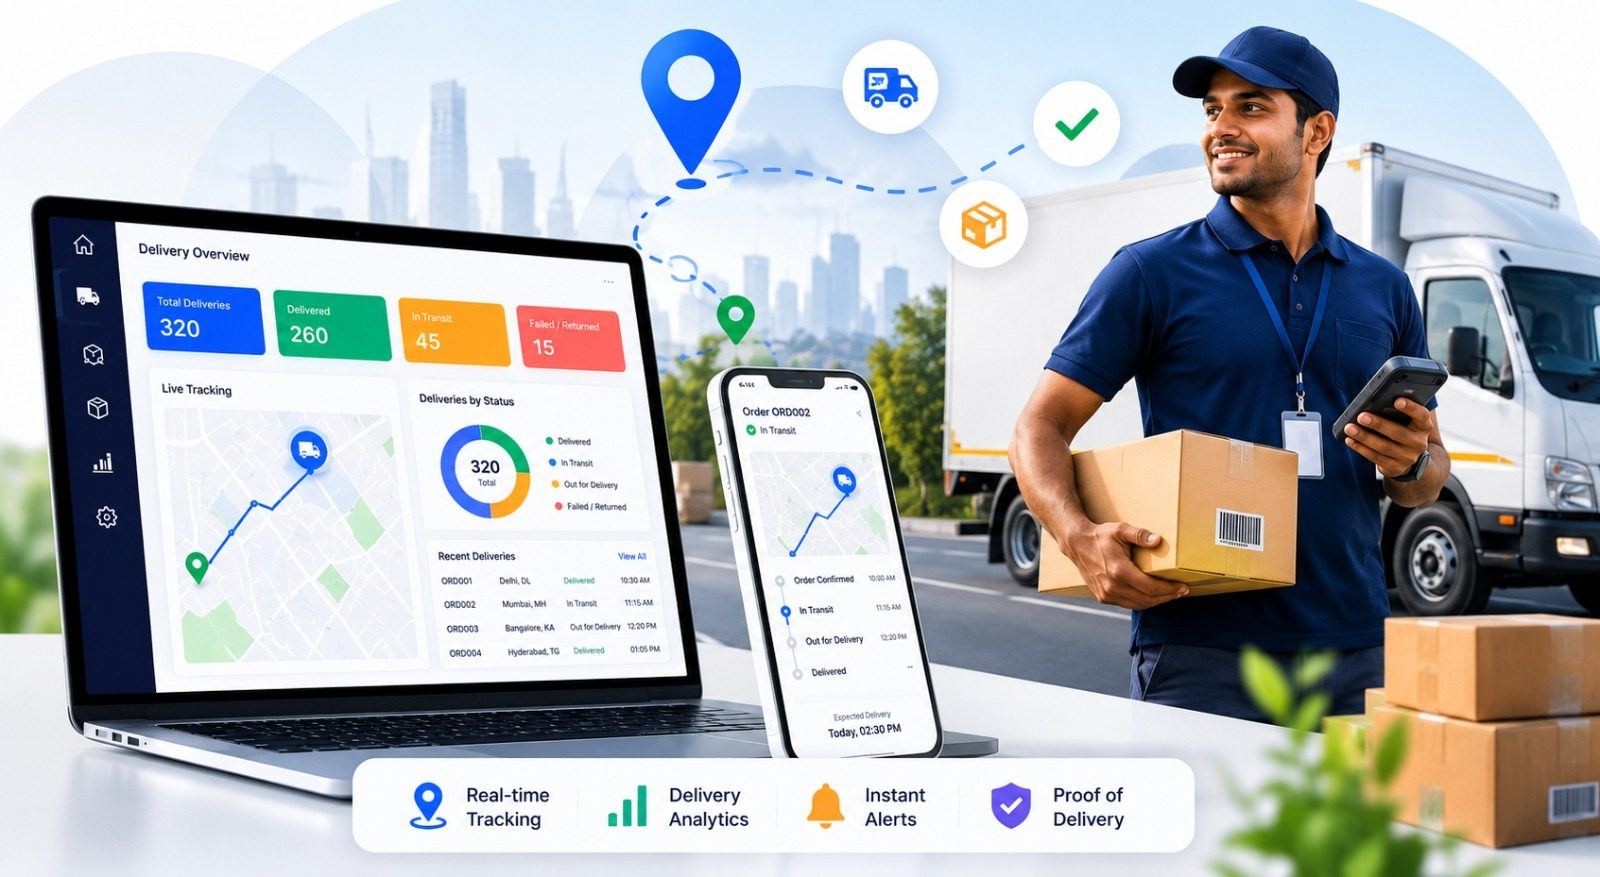 Delivery Overview
Total Deliveries
320
Delivered
260
In Transit
45
Failed / Returned
15
Live Tracking
Deliveries by Status
320
Total
Delivered
In Transit
Out for Delivery
Failed / Returned
Recent Deliveries View All
ORD001 Delhi, DL Delivered 10:30 AM
ORD002 Mumbai, MH In Transit 11:15 AM
ORD003 Bangalore, KA Out for Delivery 12:20 PM
ORD004 Hyderabad, TG Delivered 01:05 PM
Order ORD002
In Transit
Order Confirmed 10:30 AM
In Transit 11:15 AM
Out for Delivery 12:20 PM
Delivered
Expected Delivery
Today, 02:30 PM
Real-time
Tracking
Delivery
Analytics
Instant
Alerts
Proof of
Delivery